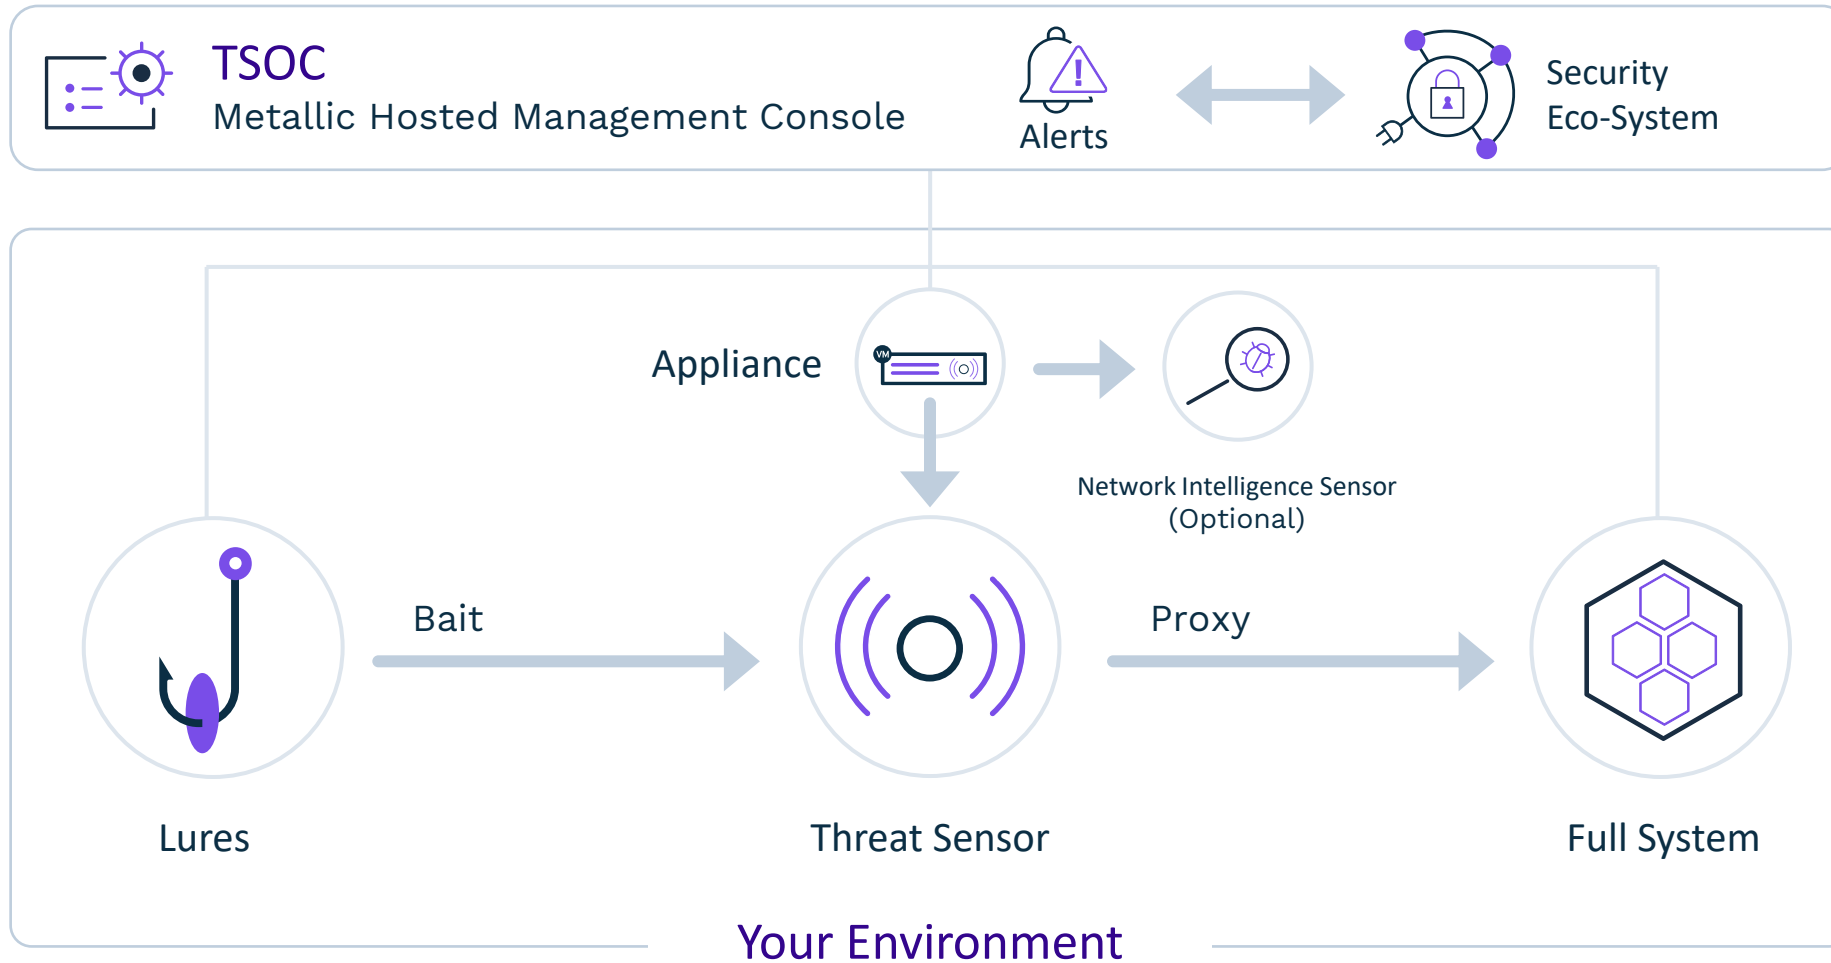 TSOC
Metallic Hosted Management Console
Alerts
Security
Eco-System
Appliance
VM
Network Intelligence Sensor
(Optional)
Bait
Proxy
Lures
Threat Sensor
Full System
Your Environment